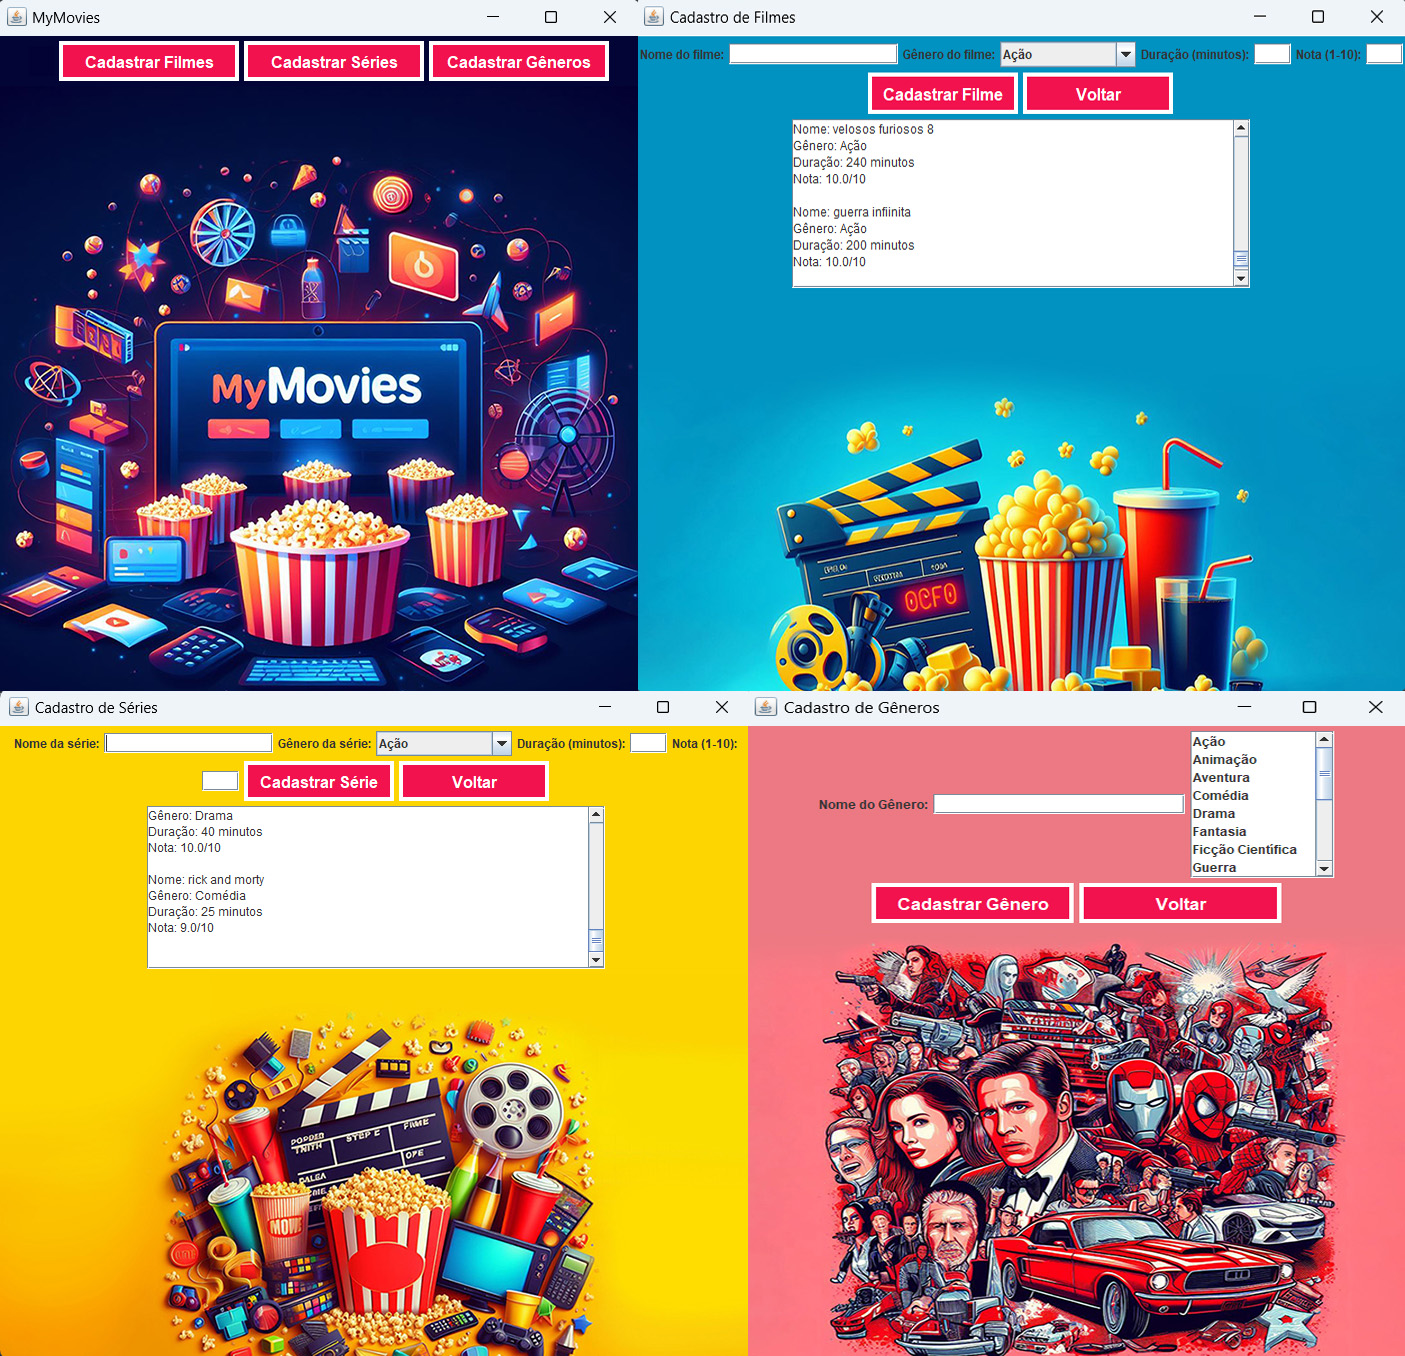 MyMovies
Cadastrar Filmes
Cadastrar Séries
Cadastrar Gêneros
MyMovies
Cadastro de Filmes
Nome do filme:
Gênero do filme:
Ação
Duração (minutos):
Nota (1-10):
Cadastrar Filme
Voltar
Nome: velosos furiosos 8
Gênero: Ação
Duração: 240 minutos
Nota: 10.0/10
Nome: guerra infiinita
Gênero: Ação
Duração: 200 minutos
Nota: 10.0/10
OCFO
Cadastro de Séries
Nome da série:
Gênero da série:
Ação
Duração (minutos):
Nota (1-10):
Cadastrar Série
Voltar
Gênero: Drama
Duração: 40 minutos
Nota: 10.0/10
Nome: rick and morty
Gênero: Comédia
Duração: 25 minutos
Nota: 9.0/10
STEP C
FIME
Cadastro de Gêneros
Nome do Gênero:
Ação
Animação
Aventura
Comédia
Drama
Fantasia
Ficção Científica
Guerra
Cadastrar Gênero
Voltar